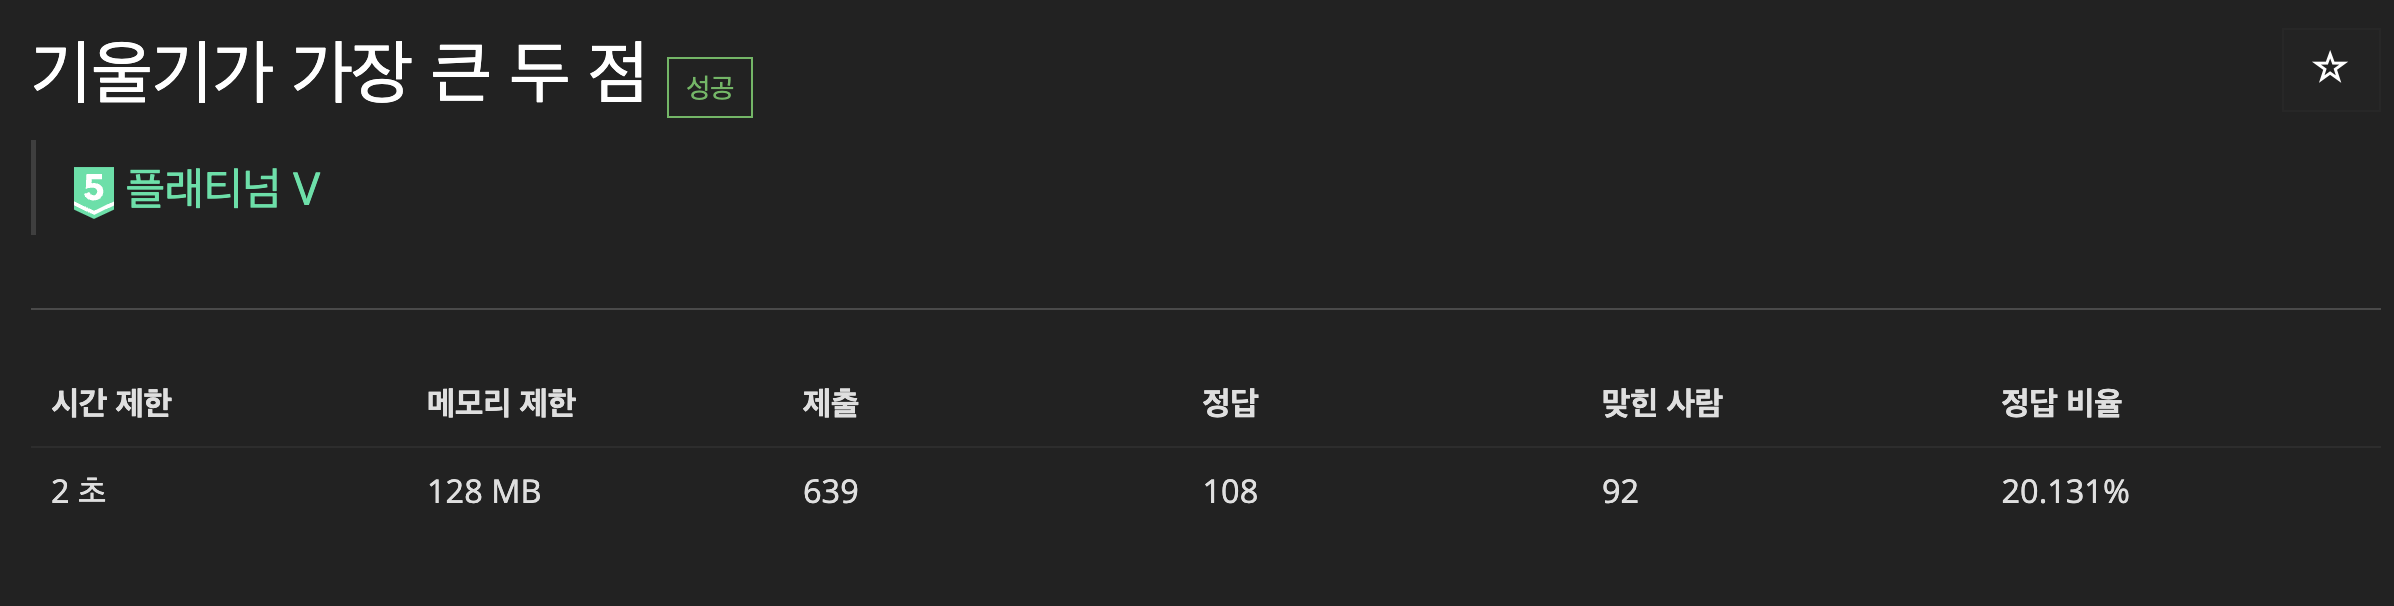 기울기가 가장 큰 두 점 성공
5 플래티넘 V
시간 제한 메모리 제한 제출 정답 맞힌 사람 정답 비율
2 초 128 MB 639 108 92 20.131%